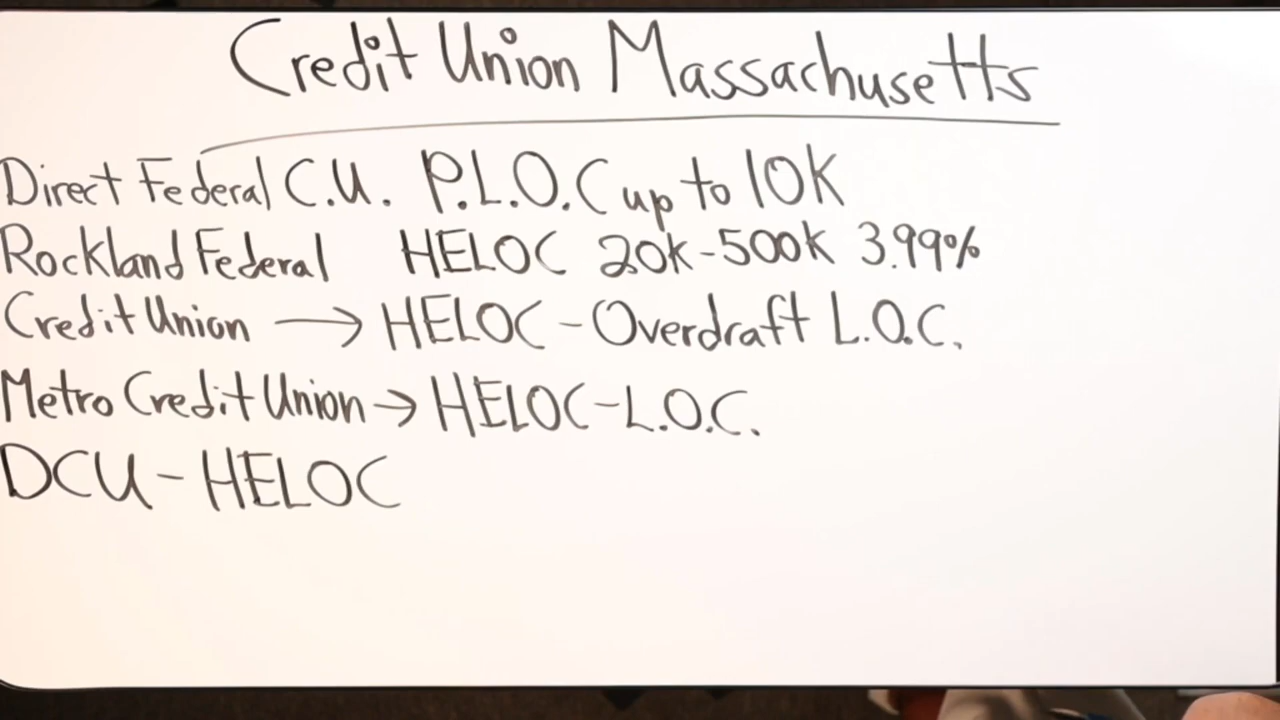 Credit Union Massachusetts
Direct Federal C.U. P.L.O.C up to 10K
Rockland Federal HELOC 20K-500K 3.99%
Credit Union → HELOC - Overdraft L.O.C.
Metro Credit Union → HELOC-L.O.C.
DCU - HELOC